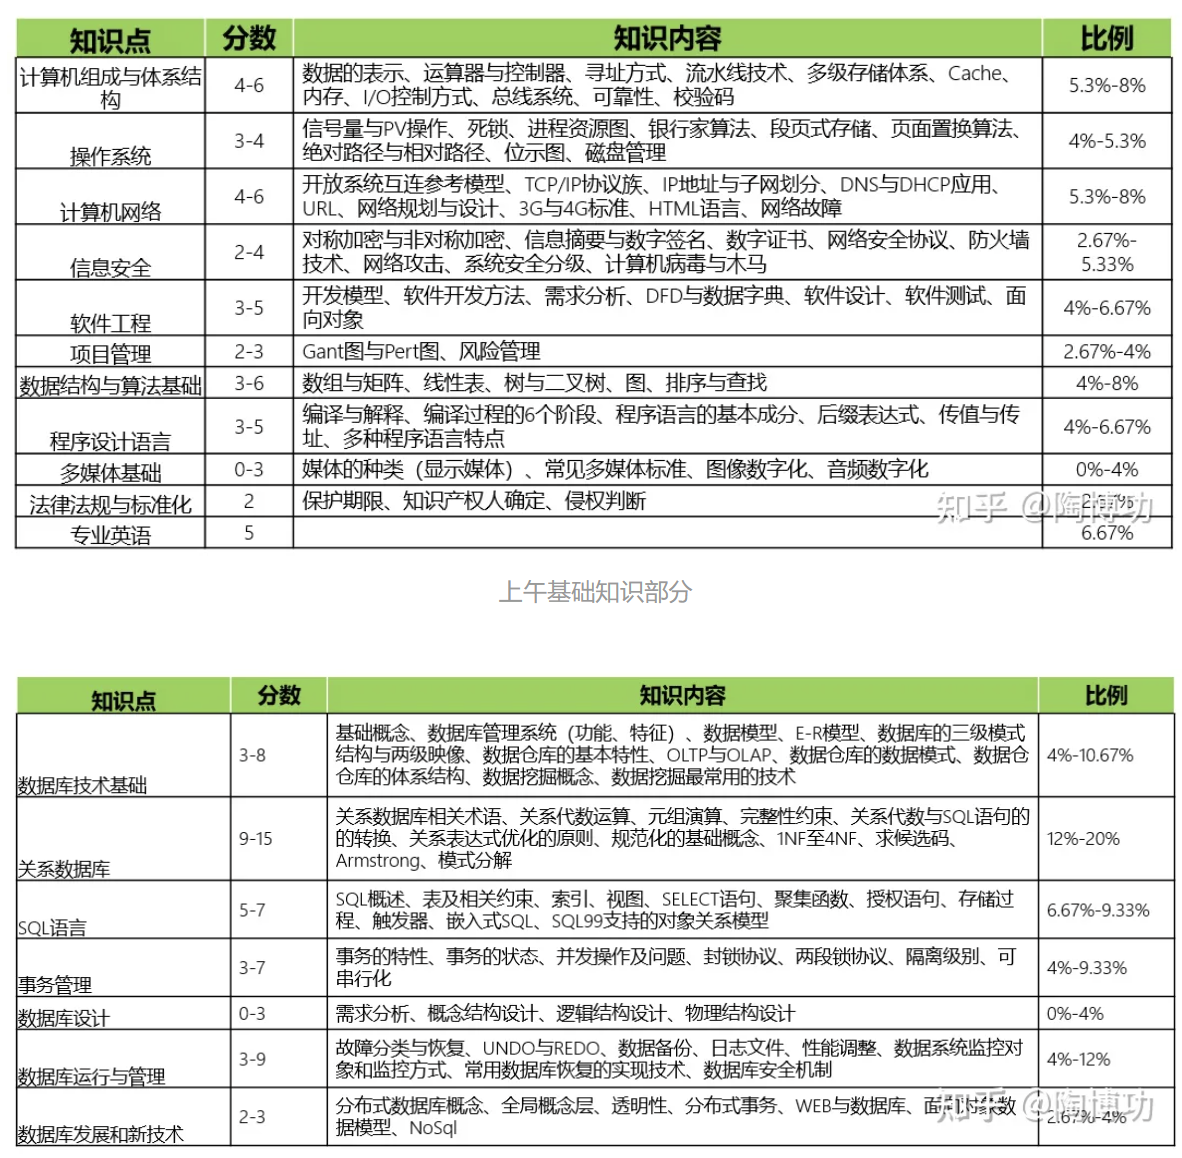 知识点 分数 知识内容 比例
计算机组成与体系结
构
4-6
数据的表示、运算器与控制器、寻址方式、流水线技术、多级存储体系、Cache、
内存、I/O控制方式、总线系统、可靠性、校验码
5.3%-8%
操作系统
3-4
信号量与PV操作、死锁、进程资源图、银行家算法、段页式存储、页面置换算法、
绝对路径与相对路径、位示图、磁盘管理
4%-5.3%
计算机网络
4-6
开放系统互连参考模型、TCP/IP协议族、IP地址与子网划分、DNS与DHCP应用、
URL、网络规划与设计、3G与4G标准、HTML语言、网络故障
5.3%-8%
信息安全
2-4
对称加密与非对称加密、信息摘要与数字签名、数字证书、网络安全协议、防火墙
技术、网络攻击、系统安全分级、计算机病毒与木马
2.67%-
5.33%
软件工程
3-5
开发模型、软件开发方法、需求分析、DFD与数据字典、软件设计、软件测试、面
向对象
4%-6.67%
项目管理 2-3 Gant图与Pert图、风险管理 2.67%-4%
数据结构与算法基础 3-6 数组与矩阵、线性表、树与二叉树、图、排序与查找 4%-8%
程序设计语言
3-5
编译与解释、编译过程的6个阶段、程序语言的基本成分、后缀表达式、传值与传
址、多种程序语言特点
4%-6.67%
多媒体基础 0-3 媒体的种类（显示媒体）、常见多媒体标准、图像数字化、音频数字化 0%-4%
法律法规与标准化 2 保护期限、知识产权人确定、侵权判断 2.67%
知乎 @陶博功
专业英语 5 6.67%
上午基础知识部分
知识点 分数 知识内容 比例
数据库技术基础
3-8
基础概念、数据库管理系统（功能、特征）、数据模型、E-R模型、数据库的三级模式
结构与两级映像、数据仓库的基本特性、OLTP与OLAP、数据仓库的数据模式、数据仓
仓库的体系结构、数据挖掘概念、数据挖掘最常用的技术
4%-10.67%
关系数据库
9-15
关系数据库相关术语、关系代数运算、元组演算、完整性约束、关系代数与SQL语句的
的转换、关系表达式优化的原则、规范化的基础概念、1NF至4NF、求候选码、
Armstrong、模式分解
12%-20%
SQL语言
5-7
SQL概述、表及相关约束、索引、视图、SELECT语句、聚集函数、授权语句、存储过
程、触发器、嵌入式SQL、SQL99支持的对象关系模型
6.67%-9.33%
事务管理
3-7
事务的特性、事务的状态、并发操作及问题、封锁协议、两段锁协议、隔离级别、可
串行化
4%-9.33%
数据库设计 0-3 需求分析、概念结构设计、逻辑结构设计、物理结构设计 0%-4%
数据库运行与管理
3-9
故障分类与恢复、UNDO与REDO、数据备份、日志文件、性能调整、数据系统监控对
象和监控方式、常用数据库恢复的实现技术、数据库安全机制
4%-12%
数据库发展和新技术
2-3
分布式数据库概念、全局概念层、透明性、分布式事务、WEB与数据库、面向对象数
据模型、NoSql
2.67%-4%
知乎 @陶博功